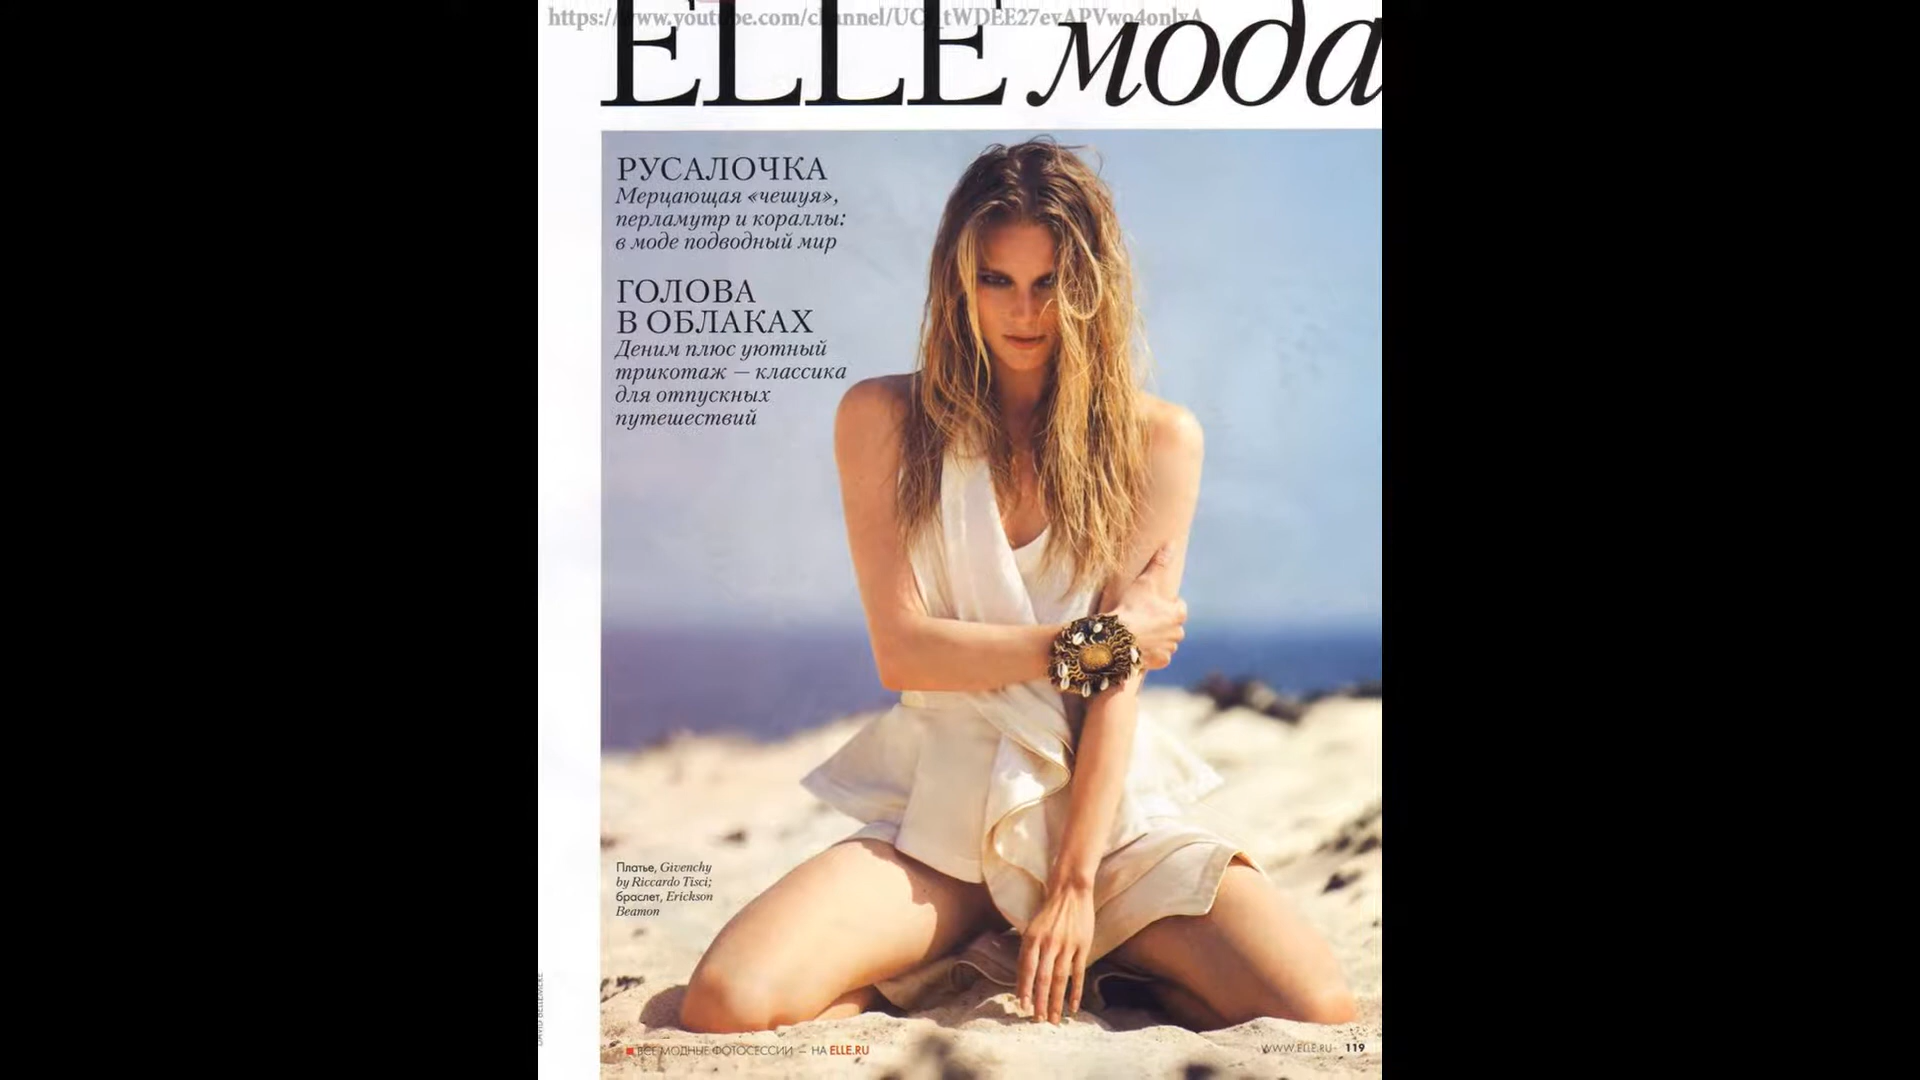 ELLE мода
РУСАЛОЧКА
Мерцающая «чешуя»,
перламутр и кораллы:
в моде подводный мир
ГОЛОВА
В ОБЛАКАХ
Деним плюс уютный
трикотаж — классика
для отпускных
путешествий
Платье, Givenchy
by Riccardo Tisci;
браслет, Erickson
Beamon
ВСЕ МОДНЫЕ ФОТОСЕССИИ — НА ELLE.RU
WWW.ELLE.RU 119